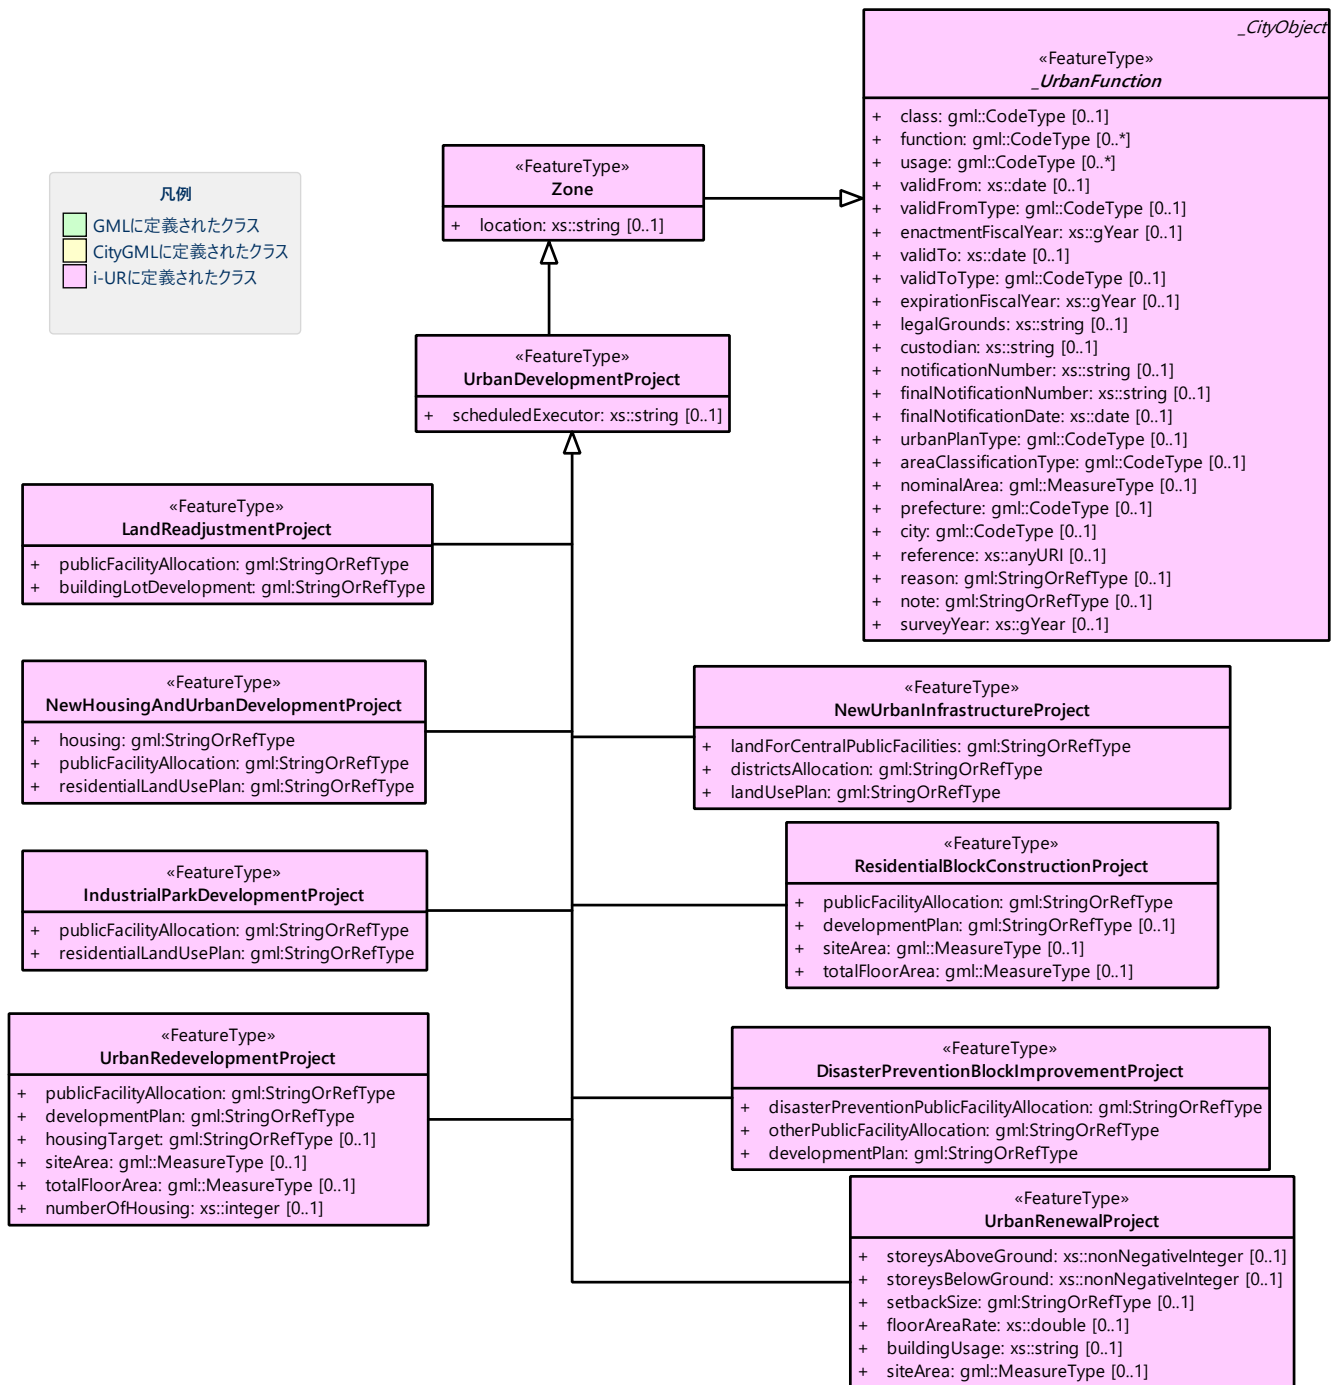 _CityObject
«FeatureType»
_UrbanFunction
+ class: gml::CodeType [0..1]
+ function: gml::CodeType [0..*]
+ usage: gml::CodeType [0..*]
+ validFrom: xs::date [0..1]
+ validFromType: gml::CodeType [0..1]
+ enactmentFiscalYear: xs::gYear [0..1]
+ validTo: xs::date [0..1]
+ validToType: gml::CodeType [0..1]
+ expirationFiscalYear: xs::gYear [0..1]
+ legalGrounds: xs::string [0..1]
+ custodian: xs::string [0..1]
+ notificationNumber: xs::string [0..1]
+ finalNotificationNumber: xs::string [0..1]
+ finalNotificationDate: xs::date [0..1]
+ urbanPlanType: gml::CodeType [0..1]
+ areaClassificationType: gml::CodeType [0..1]
+ nominalArea: gml::MeasureType [0..1]
+ prefecture: gml::CodeType [0..1]
+ city: gml::CodeType [0..1]
+ reference: xs::anyURI [0..1]
+ reason: gml:StringOrRefType [0..1]
+ note: gml:StringOrRefType [0..1]
+ surveyYear: xs::gYear [0..1]
«FeatureType»
Zone
+ location: xs::string [0..1]
凡例
GMLに定義されたクラス
CityGMLに定義されたクラス
i-URに定義されたクラス
«FeatureType»
UrbanDevelopmentProject
+ scheduledExecutor: xs::string [0..1]
«FeatureType»
LandReadjustmentProject
+ publicFacilityAllocation: gml:StringOrRefType
+ buildingLotDevelopment: gml:StringOrRefType
«FeatureType»
NewHousingAndUrbanDevelopmentProject
+ housing: gml:StringOrRefType
+ publicFacilityAllocation: gml:StringOrRefType
+ residentialLandUsePlan: gml:StringOrRefType
«FeatureType»
NewUrbanInfrastructureProject
+ landForCentralPublicFacilities: gml:StringOrRefType
+ districtsAllocation: gml:StringOrRefType
+ landUsePlan: gml:StringOrRefType
«FeatureType»
IndustrialParkDevelopmentProject
+ publicFacilityAllocation: gml:StringOrRefType
+ residentialLandUsePlan: gml:StringOrRefType
«FeatureType»
ResidentialBlockConstructionProject
+ publicFacilityAllocation: gml:StringOrRefType
+ developmentPlan: gml:StringOrRefType [0..1]
+ siteArea: gml::MeasureType [0..1]
+ totalFloorArea: gml::MeasureType [0..1]
«FeatureType»
UrbanRedevelopmentProject
+ publicFacilityAllocation: gml:StringOrRefType
+ developmentPlan: gml:StringOrRefType
+ housingTarget: gml:StringOrRefType [0..1]
+ siteArea: gml::MeasureType [0..1]
+ totalFloorArea: gml::MeasureType [0..1]
+ numberOfHousing: xs::integer [0..1]
«FeatureType»
DisasterPreventionBlockImprovementProject
+ disasterPreventionPublicFacilityAllocation: gml:StringOrRefType
+ otherPublicFacilityAllocation: gml:StringOrRefType
+ developmentPlan: gml:StringOrRefType
«FeatureType»
UrbanRenewalProject
+ storeysAboveGround: xs::nonNegativeInteger [0..1]
+ storeysBelowGround: xs::nonNegativeInteger [0..1]
+ setbackSize: gml:StringOrRefType [0..1]
+ floorAreaRate: xs::double [0..1]
+ buildingUsage: xs::string [0..1]
+ siteArea: gml::MeasureType [0..1]